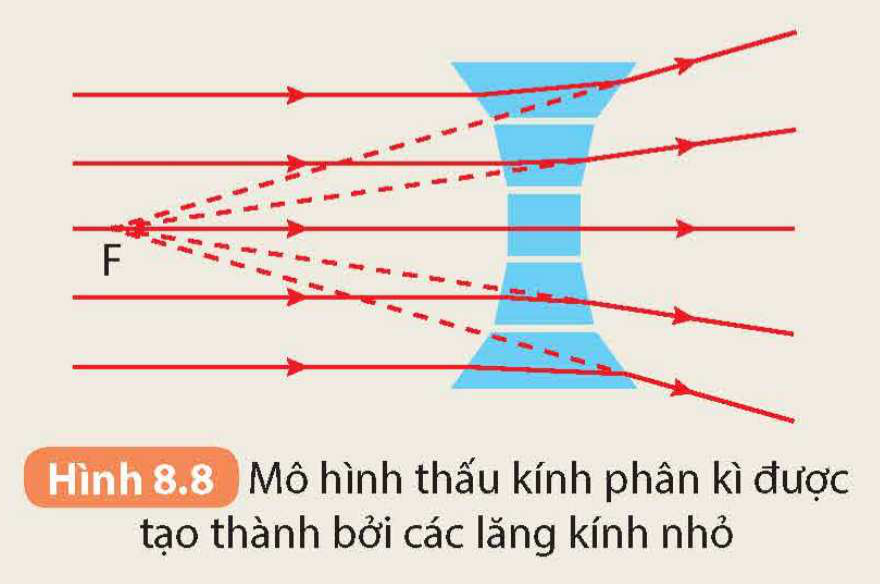 F
Hình 8.8 Mô hình thấu kính phân kì được
tạo thành bởi các lăng kính nhỏ